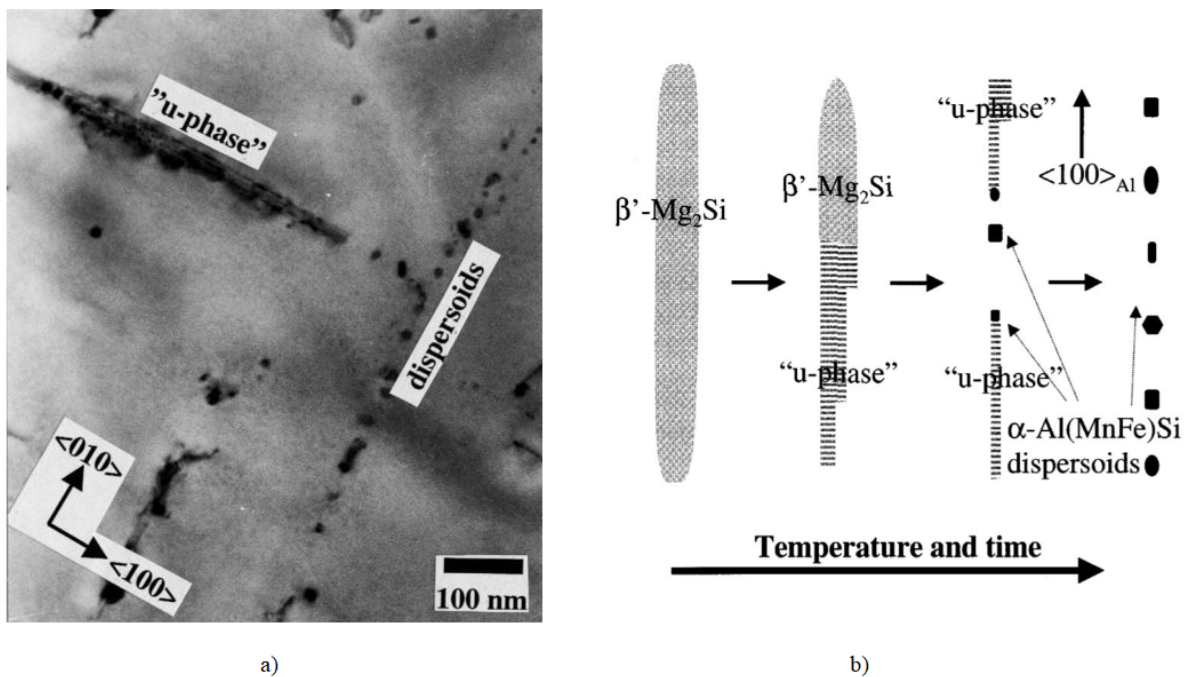 ”u-phase”
dispersoids
<010>
<100>
100 nm
a)
β’-Mg₂Si
β’-Mg₂Si
“u-phase”
“u-phase”
<100>Al
“u-phase”
α-Al(MnFe)Si
dispersoids
Temperature and time
b)